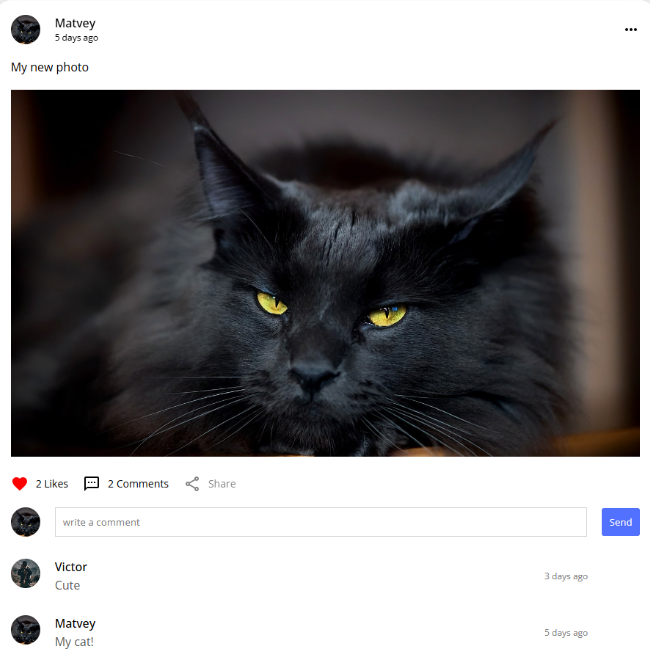 Matvey
5 days ago
My new photo
2 Likes
2 Comments
Share
write a comment
Send
Victor
3 days ago
Cute
Matvey
5 days ago
My cat!